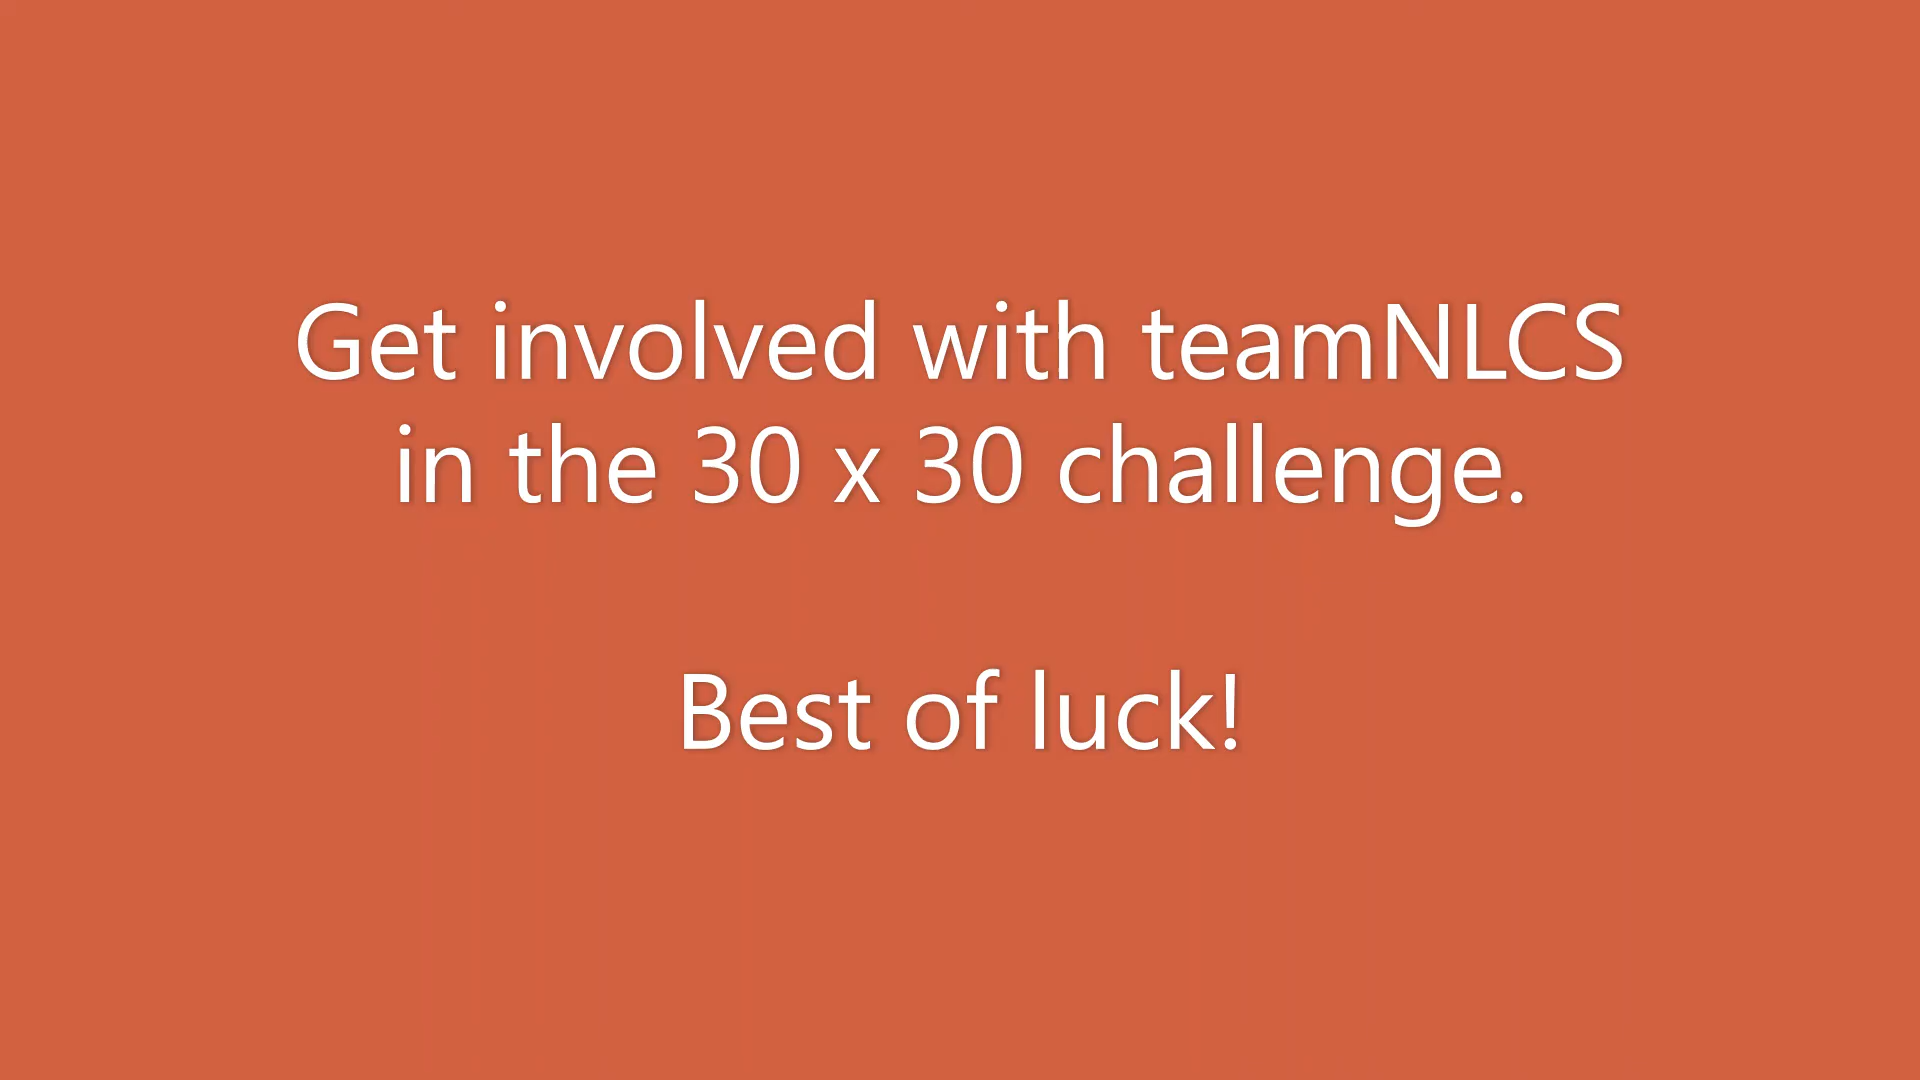 Get involved with teamNLCS
in the 30 x 30 challenge.
Best of luck!